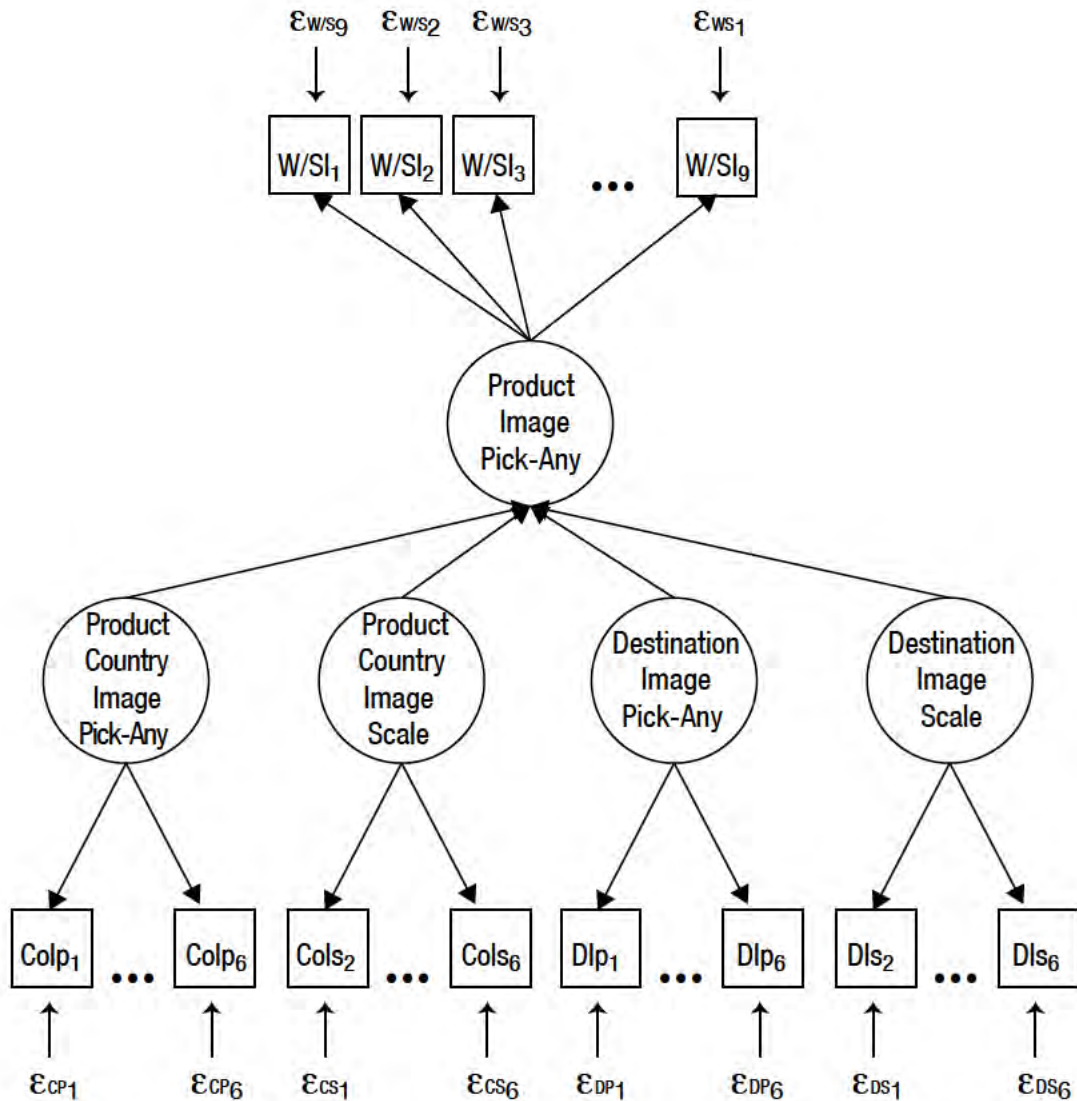 εW/S9 εW/S2 εW/S3 εWS1
W/SI1 W/SI2 W/SI3 ... W/SI9
Product
Image
Pick-Any
Product
Country
Image
Pick-Any
Product
Country
Image
Scale
Destination
Image
Pick-Any
Destination
Image
Scale
CoIp1 ... CoIp6 CoIs2 ... CoIs6 DIp1 ... DIp6 DIs2 ... DIs6
εCP1 εCP6 εCS1 εCS6 εDP1 εDP6 εDS1 εDS6